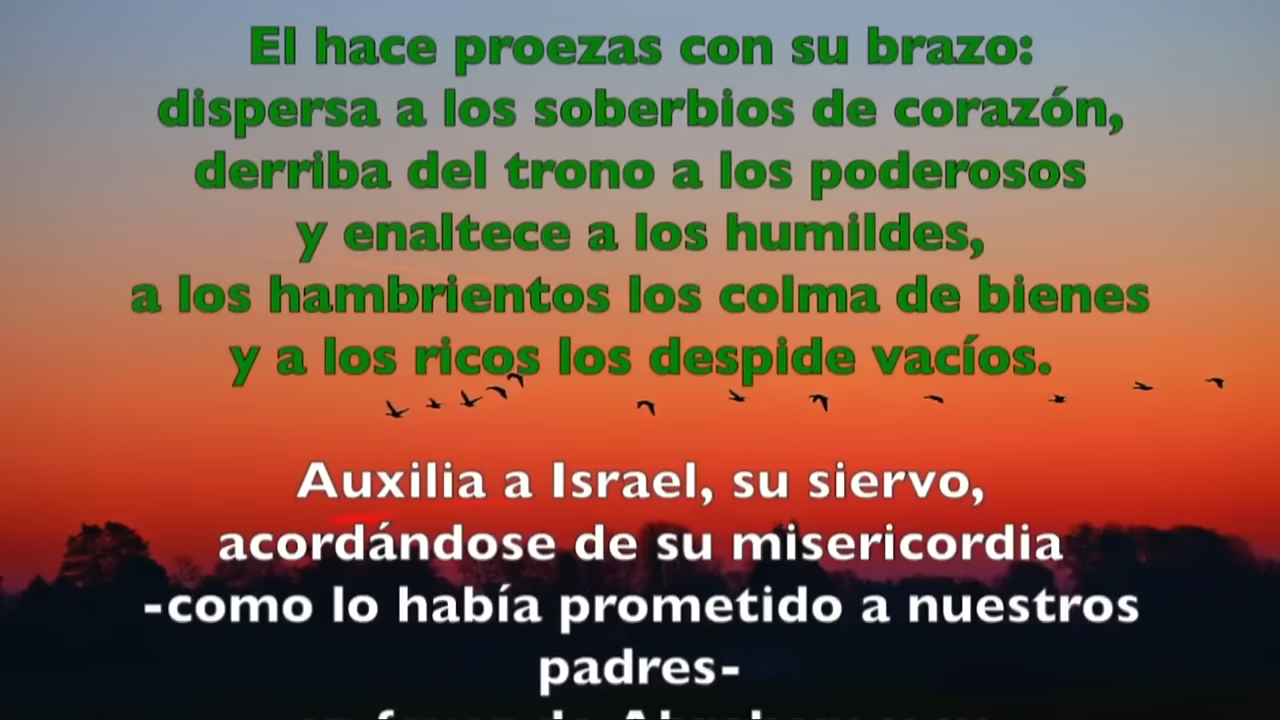 El hace proezas con su brazo:
dispersa a los soberbios de corazón,
derriba del trono a los poderosos
y enaltece a los humildes,
a los hambrientos los colma de bienes
y a los ricos los despide vacíos.
Auxilia a Israel, su siervo,
acordándose de su misericordia
-como lo había prometido a nuestros
padres-